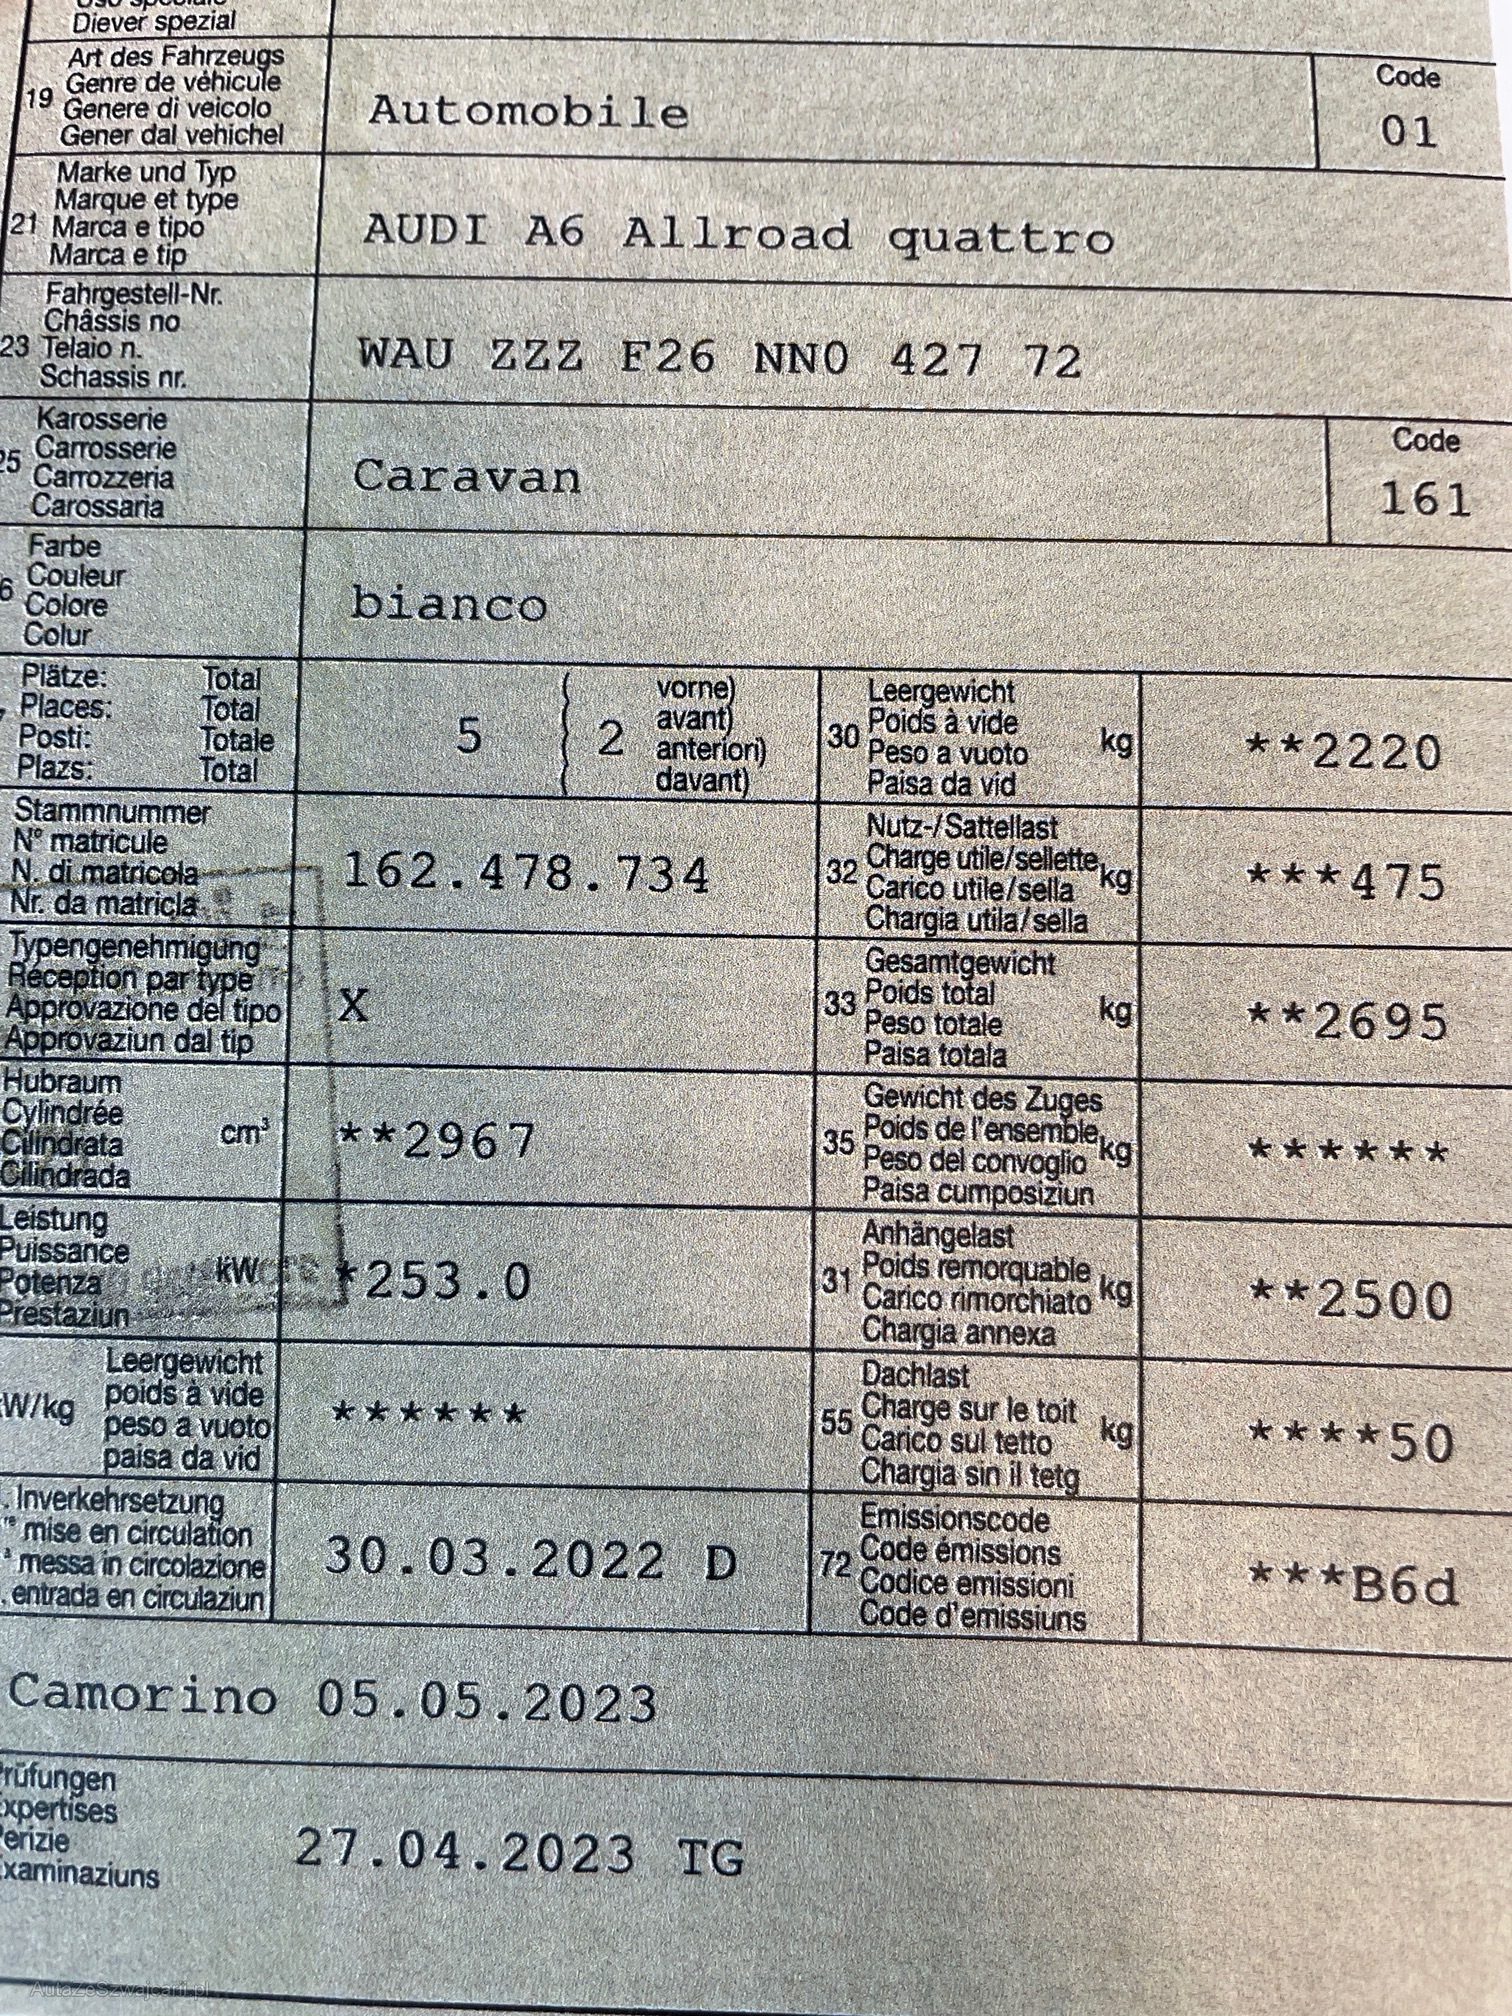 Diever spezial
Art des Fahrzeugs
Genre de véhicule
19 Genere di veicolo
Gener dal vehichel
Automobile
Code
01
Marke und Typ
Marque et type
21 Marca e tipo
Marca e tip
AUDI A6 Allroad quattro
Fahrgestell-Nr.
Châssis no
23 Telaio n.
Schassis nr.
WAU ZZZ F26 NN0 427 72
Karosserie
Carrosserie
25 Carrozzeria
Carossaria
Caravan
Code
161
Farbe
Couleur
6 Colore
Colur
bianco
Plätze: Total
Places: Total
Posti: Totale
Plazs: Total
5 ( 2 vorne)
avant)
anteriori)
davant)
Leergewicht
30 Poids à vide kg
Peso a vuoto
Paisa da vid
**2220
Stammnummer
N° matricule
N. di matricola
Nr. da matricla
162.478.734
Nutz-/Sattellast
32 Charge utile/sellette kg
Carico utile/sella
Chargia utila/sella
***475
Typengenehmigung
Réception par type
Approvazione del tipo
Approvaziun dal tip
X
Gesamtgewicht
33 Poids total kg
Peso totale
Paisa totala
**2695
Hubraum
Cylindrée cm³
Cilindrata
Cilindrada
**2967
Gewicht des Zuges
35 Poids de l'ensemble kg
Peso del convoglio
Paisa cumposiziun
******
Leistung
Puissance kW
Potenza
Prestaziun
*253.0
Anhängelast
31 Poids remorquable kg
Carico rimorchiato
Chargia annexa
**2500
Leergewicht
W/kg poids à vide
peso a vuoto
paisa da vid
******
Dachlast
55 Charge sur le toit kg
Carico sul tetto
Chargia sin il tetg
****50
. Inverkehrsetzung
re mise en circulation
a messa in circolazione
. entrada en circulaziun
30.03.2022 D
Emissionscode
72 Code émissions
Codice emissioni
Code d'emissiuns
***B6d
Camorino 05.05.2023
rüfungen
xpertises
erizie
xaminaziuns
27.04.2023 TG
AutazeSzwajcarii.pl